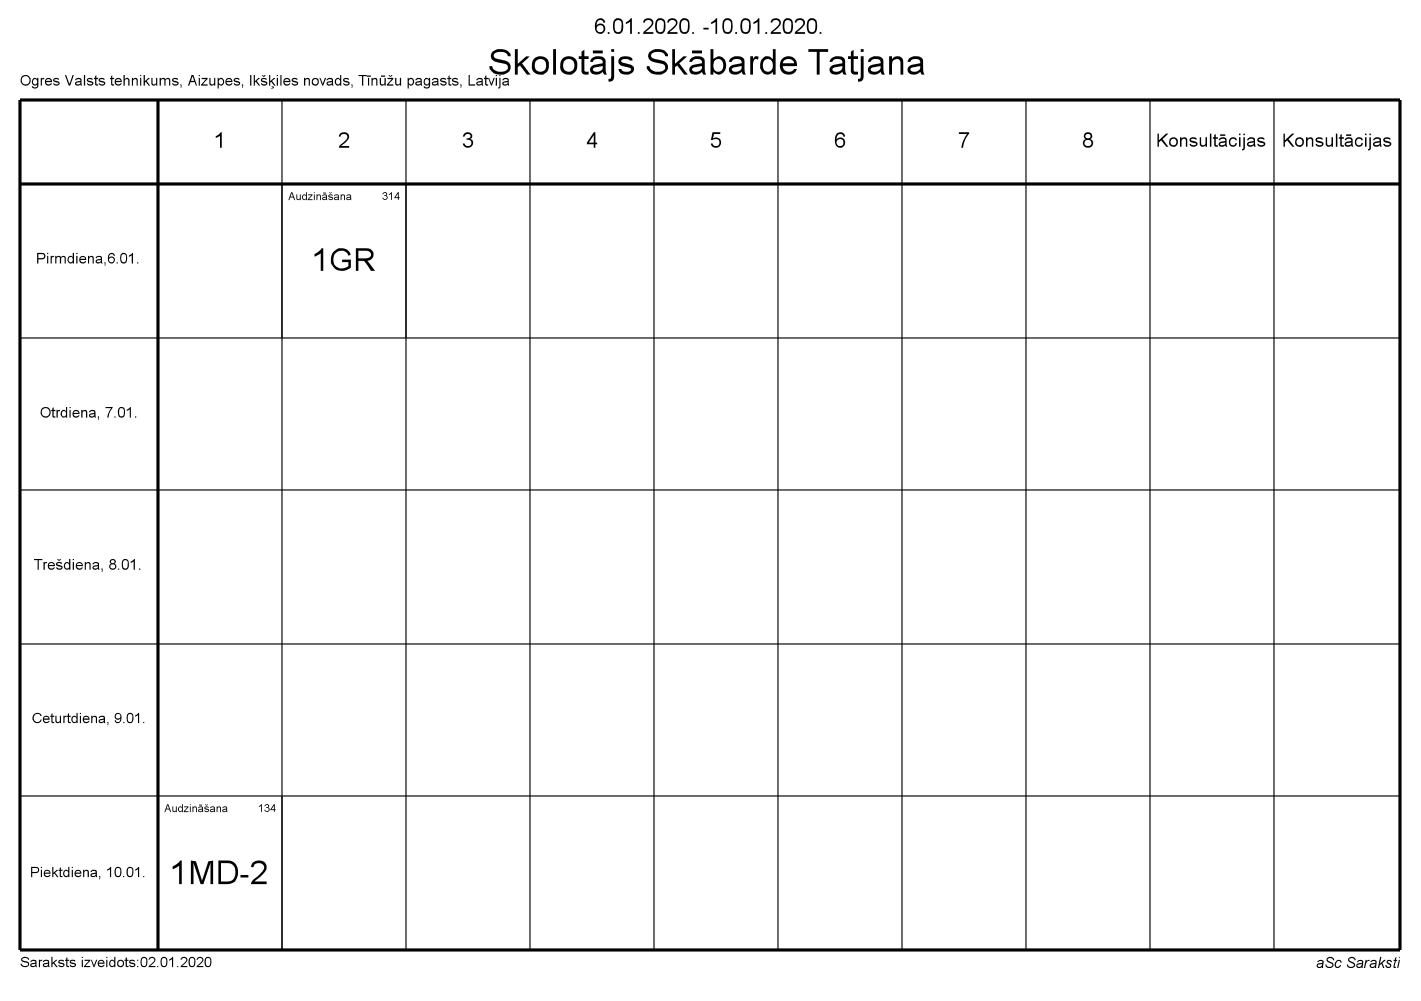 6.01.2020. -10.01.2020.
Skolotājs Skābarde Tatjana
Ogres Valsts tehnikums, Aizupes, Ikšķiles novads, Tīnūžu pagasts, Latvija
1 2 3 4 5 6 7 8 Konsultācijas Konsultācijas
Audzināšana 314
Pirmdiena,6.01. 1GR
Otrdiena, 7.01.
Trešdiena, 8.01.
Ceturtdiena, 9.01.
Audzināšana 134
Piektdiena, 10.01. 1MD-2
Saraksts izveidots:02.01.2020 aSc Saraksti